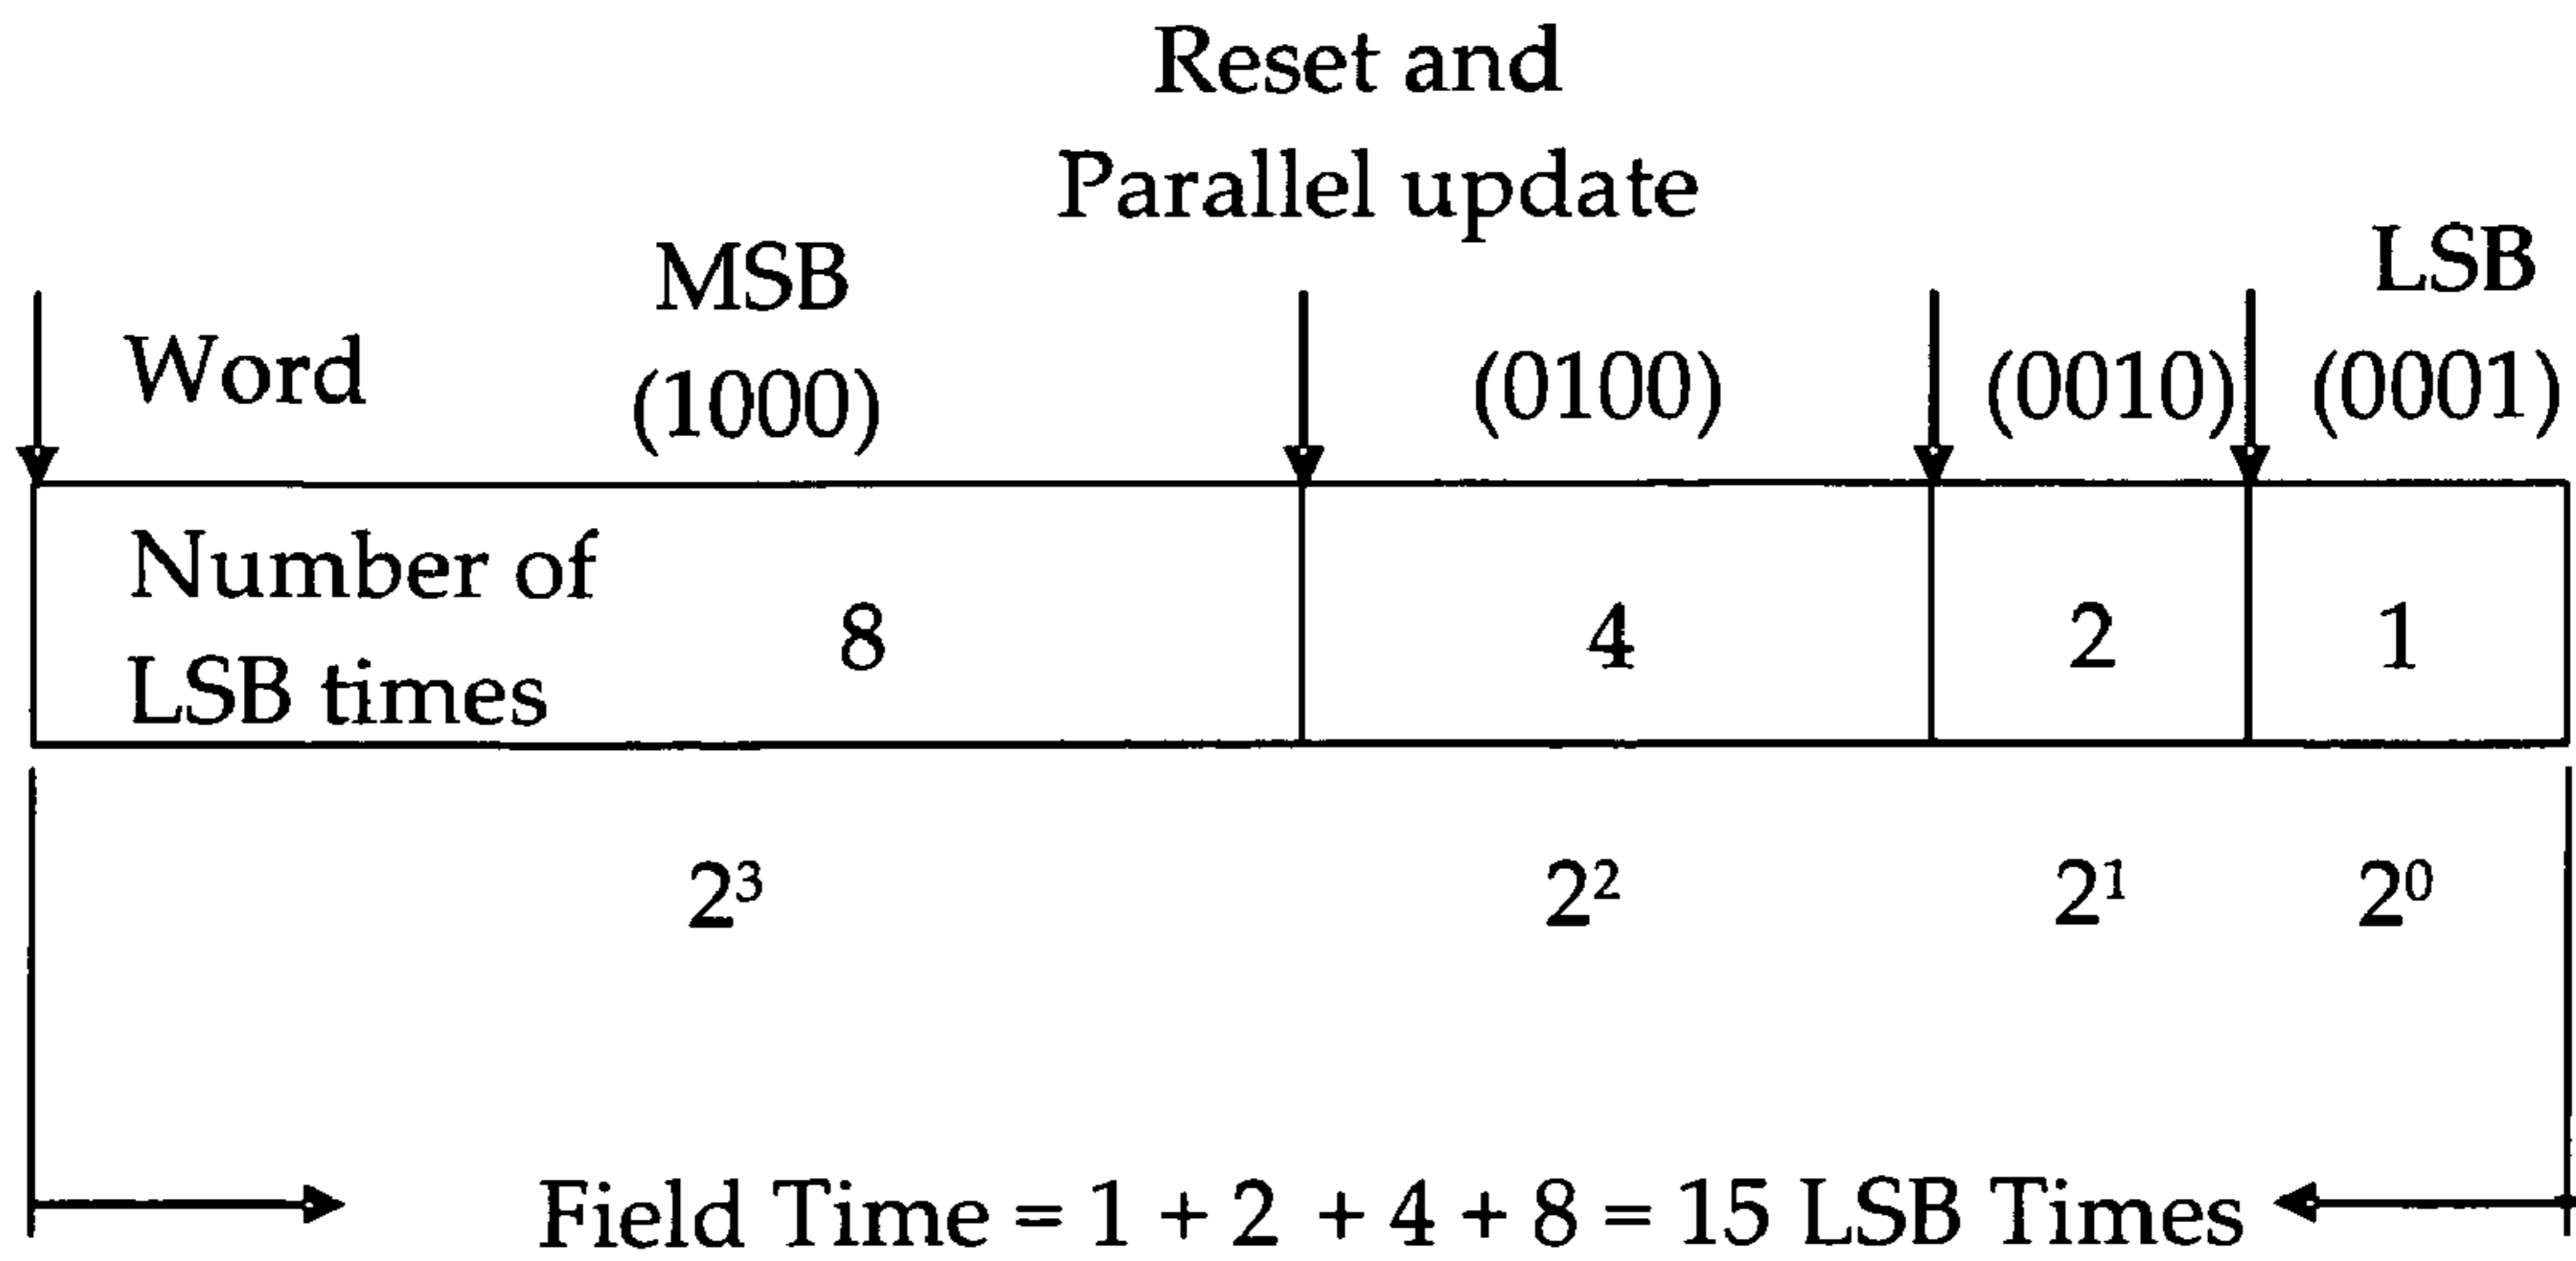 Reset and
Parallel update
MSB
LSB
Word
(1000)
(0100)
(0010)
(0001)
Number of
LSB times
8
4
2
1
2³
2²
2¹
2⁰
Field Time = 1 + 2 + 4 + 8 = 15 LSB Times